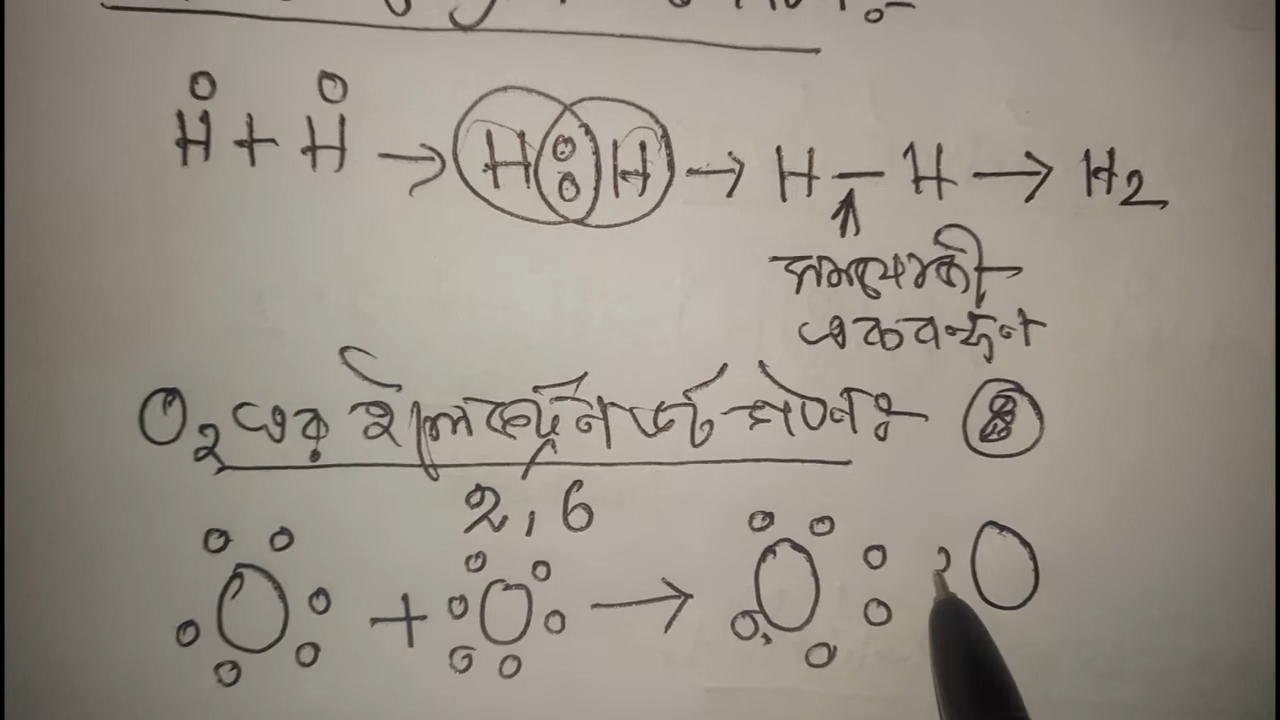 H + H → H H → H – H → H₂
সমযোজী
একবন্ধন
O₂ এর ইলেকট্রন ডট গঠনঃ- 8
2, 6
O + O → O O